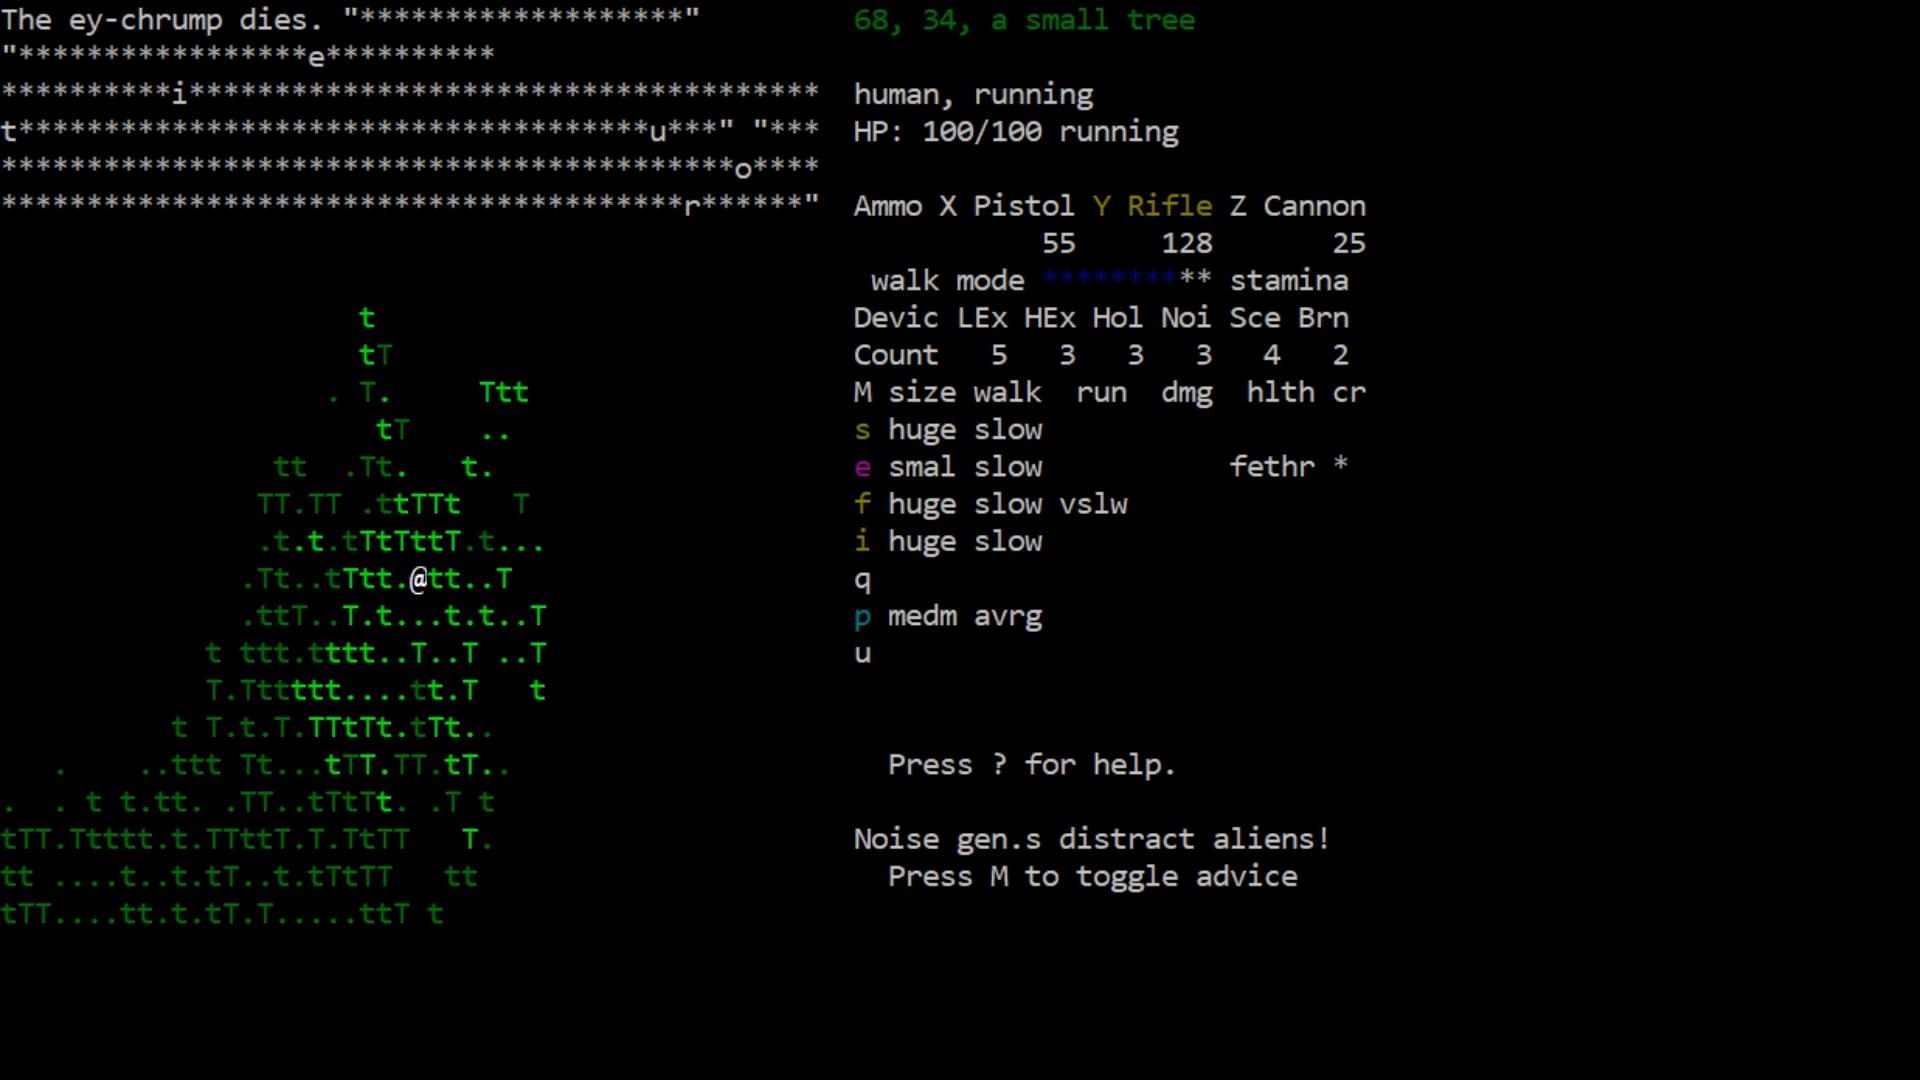 The ey-chrump dies. "*******************"
"*****************e**********
**********i*************************************
t*************************************u***" "***
*******************************************o****
****************************************r******"
t
tT
. T. Ttt
tT ..
tt .Tt. t.
TT.TT .ttTTt T
.t.t.tTtTttT.t...
.Tt..tTtt.@tt..T
.ttT..T.t...t.t..T
t ttt.tttt..T..T ..T
T.Tttttt....tt.T t
t T.t.T.TTtTt.tTt..
. ..ttt Tt...tTT.TT.tT..
. . t t.tt. .TT..tTtTt. .T t
tTT.Ttttt.t.TTttT.T.TtTT T.
tt ....t..t.tT..t.tTtTT tt
tTT....tt.t.tT.T.....ttT t
68, 34, a small tree
human, running
HP: 100/100 running
Ammo X Pistol Y Rifle Z Cannon
55 128 25
walk mode ********** stamina
Devic LEx HEx Hol Noi Sce Brn
Count 5 3 3 3 4 2
M size walk run dmg hlth cr
s huge slow
e smal slow fethr *
f huge slow vslw
i huge slow
q
p medm avrg
u
Press ? for help.
Noise gen.s distract aliens!
Press M to toggle advice